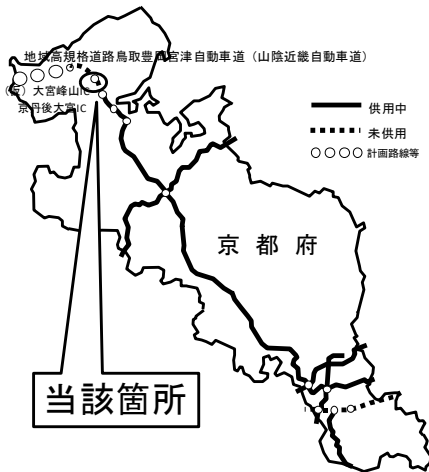 地域高規格道路鳥取豊岡宮津自動車道（山陰近畿自動車道）
（仮）大宮峰山IC
京丹後大宮IC
供用中
未供用
計画路線等
京都府
当該箇所